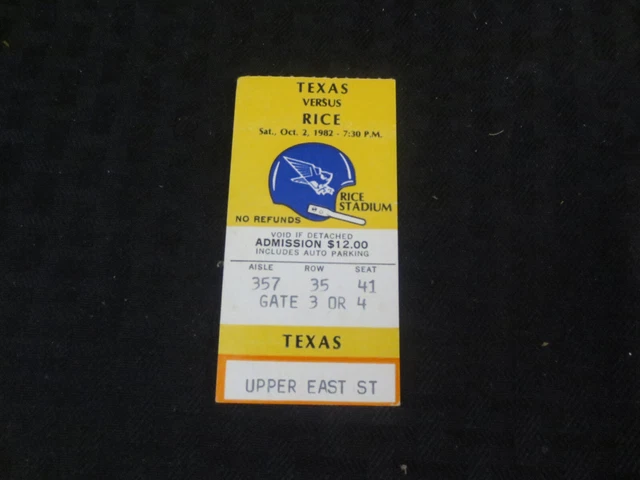 TEXAS
VERSUS
RICE
Sat., Oct. 2, 1982 - 7:30 P.M.
RICE
STADIUM
NO REFUNDS
VOID IF DETACHED
ADMISSION $12.00
INCLUDES AUTO PARKING
AISLE ROW SEAT
357 35 41
GATE 3 OR 4
TEXAS
UPPER EAST ST